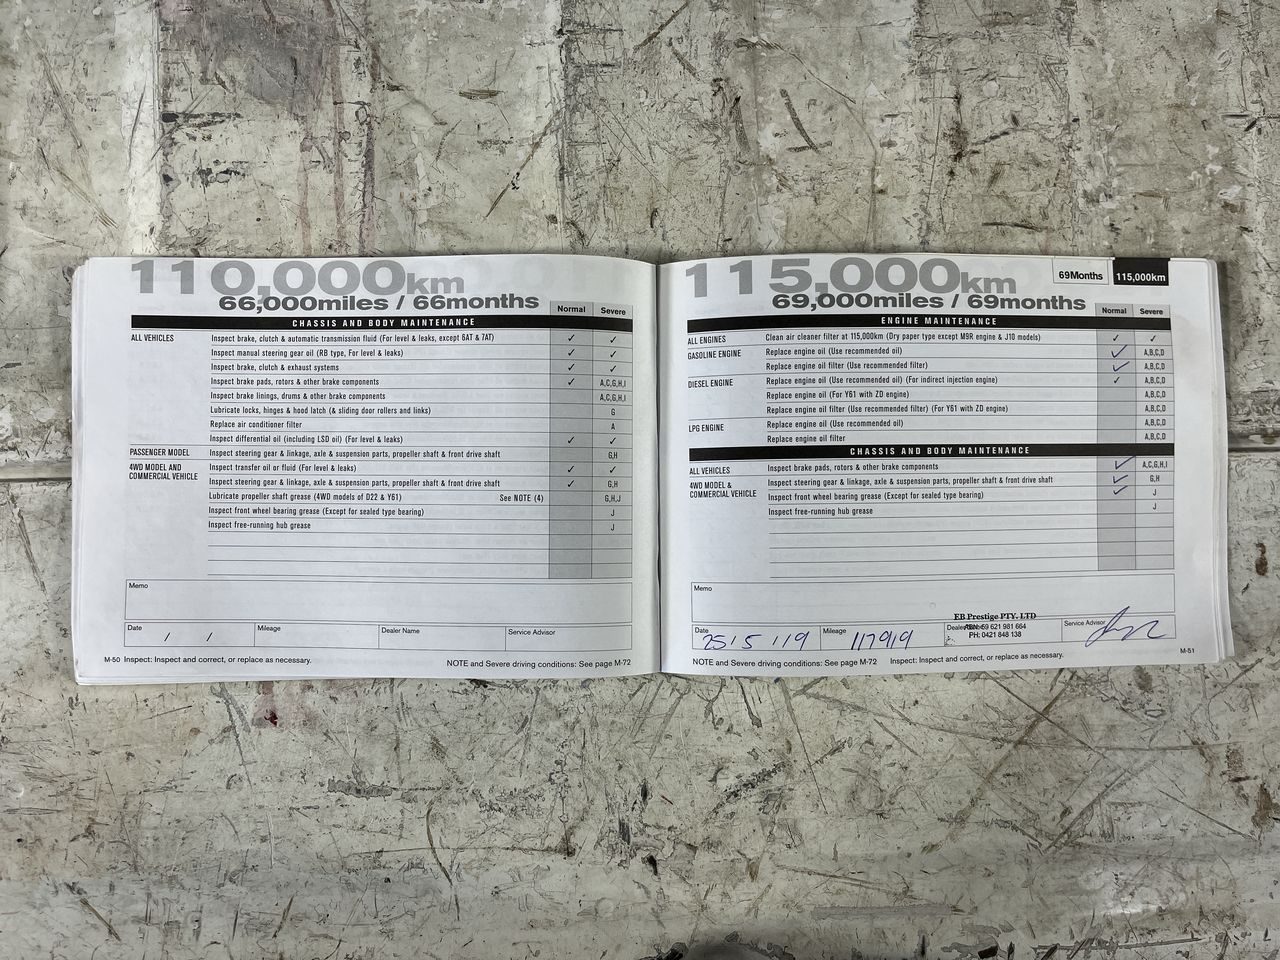 110,000km
66,000miles / 66months
Normal Severe
CHASSIS AND BODY MAINTENANCE
ALL VEHICLES Inspect brake, clutch & automatic transmission fluid (For level & leaks, except 6AT & 7AT) ✓ ✓
Inspect manual steering gear oil (RB type, For level & leaks) ✓ ✓
Inspect brake, clutch & exhaust systems ✓ ✓
Inspect brake pads, rotors & other brake components ✓ A,C,G,H,I
Inspect brake linings, drums & other brake components A,C,G,H,I
Lubricate locks, hinges & hood latch (& sliding door rollers and links) G
Replace air conditioner filter A
Inspect differential oil (including LSD oil) (For level & leaks) ✓ ✓
PASSENGER MODEL Inspect steering gear & linkage, axle & suspension parts, propeller shaft & front drive shaft G,H
4WD MODEL AND COMMERCIAL VEHICLE Inspect transfer oil or fluid (For level & leaks) ✓ ✓
Inspect steering gear & linkage, axle & suspension parts, propeller shaft & front drive shaft ✓ G,H
Lubricate propeller shaft grease (4WD models of D22 & Y61) See NOTE (4) G,H,J
Inspect front wheel bearing grease (Except for sealed type bearing) J
Inspect free-running hub grease J
Memo
Date / / Mileage Dealer Name Service Advisor
M-50 Inspect: Inspect and correct, or replace as necessary. NOTE and Severe driving conditions: See page M-72
115,000km
69Months 115,000km
69,000miles / 69months
Normal Severe
ENGINE MAINTENANCE
ALL ENGINES Clean air cleaner filter at 115,000km (Dry paper type except M9R engine & J10 models) ✓ ✓
GASOLINE ENGINE Replace engine oil (Use recommended oil) ✓ A,B,C,D
Replace engine oil filter (Use recommended filter) ✓ A,B,C,D
DIESEL ENGINE Replace engine oil (Use recommended oil) (For indirect injection engine) ✓ A,B,C,D
Replace engine oil (For Y61 with ZD engine) A,B,C,D
Replace engine oil filter (Use recommended filter) (For Y61 with ZD engine) A,B,C,D
LPG ENGINE Replace engine oil (Use recommended oil) A,B,C,D
Replace engine oil filter A,B,C,D
CHASSIS AND BODY MAINTENANCE
ALL VEHICLES Inspect brake pads, rotors & other brake components ✓ A,C,G,H,I
4WD MODEL & COMMERCIAL VEHICLE Inspect steering gear & linkage, axle & suspension parts, propeller shaft & front drive shaft ✓ G,H
Inspect front wheel bearing grease (Except for sealed type bearing) ✓ J
Inspect free-running hub grease J
Memo
EB Prestige PTY. LTD
ABN: 59 621 981 664
PH: 0421 848 138
Date 25/5/19 Mileage 117919 Service Advisor
NOTE and Severe driving conditions: See page M-72 Inspect: Inspect and correct, or replace as necessary. M-51